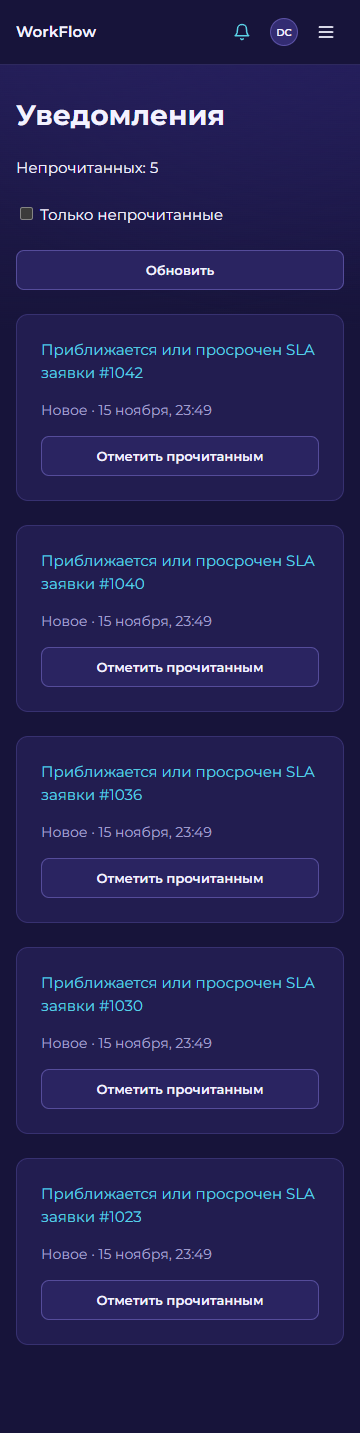 WorkFlow
DC
Уведомления
Непрочитанных: 5
Только непрочитанные
Обновить
Приближается или просрочен SLA
заявки #1042
Новое · 15 ноября, 23:49
Отметить прочитанным
Приближается или просрочен SLA
заявки #1040
Новое · 15 ноября, 23:49
Отметить прочитанным
Приближается или просрочен SLA
заявки #1036
Новое · 15 ноября, 23:49
Отметить прочитанным
Приближается или просрочен SLA
заявки #1030
Новое · 15 ноября, 23:49
Отметить прочитанным
Приближается или просрочен SLA
заявки #1023
Новое · 15 ноября, 23:49
Отметить прочитанным